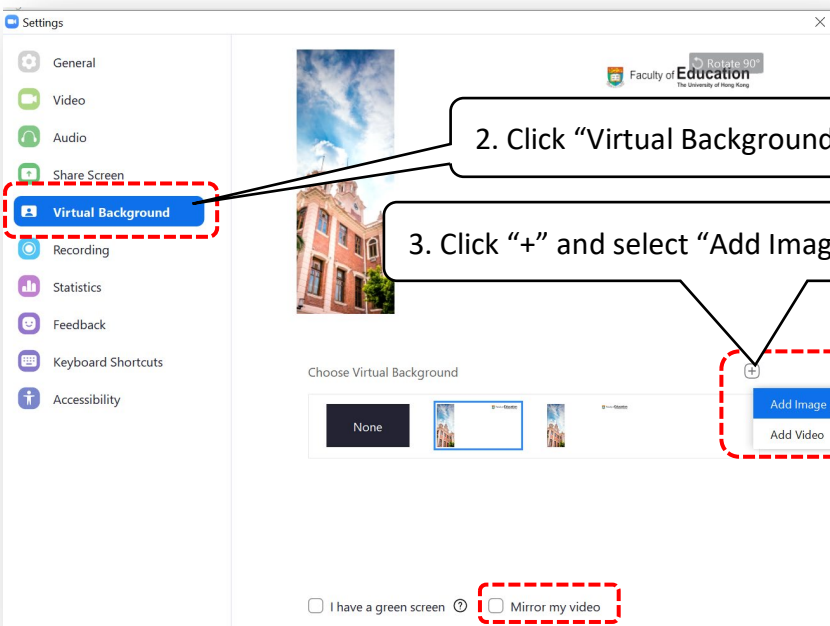 Settings
General
Video
Audio
Share Screen
Virtual Background
Recording
Statistics
Feedback
Keyboard Shortcuts
Accessibility
Rotate 90°
Faculty of Education
The University of Hong Kong
2. Click “Virtual Background
3. Click “+” and select “Add Imag
Choose Virtual Background
None
Add Image
Add Video
I have a green screen
Mirror my video